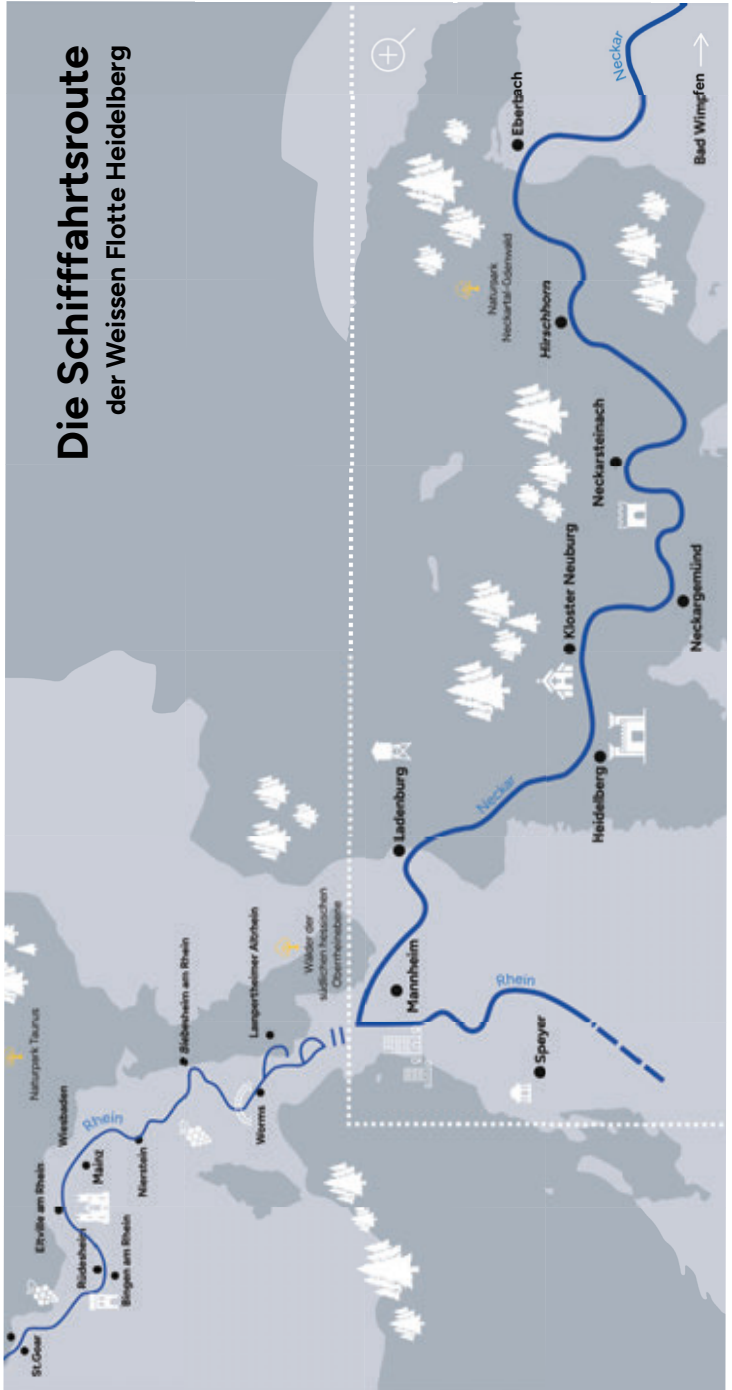 Die Schifffahrtsroute
der Weissen Flotte Heidelberg
St.Goar
Rüdesheim
Bingen am Rhein
Eltville am Rhein
Mainz
Wiesbaden
Rhein
Nierstein
Naturpark Taunus
Biebesheim am Rhein
Worms
Lampertheimer Altrhein
Wälder der
südlichen hessischen
Oberrheinebene
Mannheim
Rhein
Speyer
Ladenburg
Neckar
Heidelberg
Kloster Neuburg
Neckargemünd
Neckarsteinach
Hirschhorn
Naturpark
Neckartal-Odenwald
Eberbach
Neckar
Bad Wimpfen